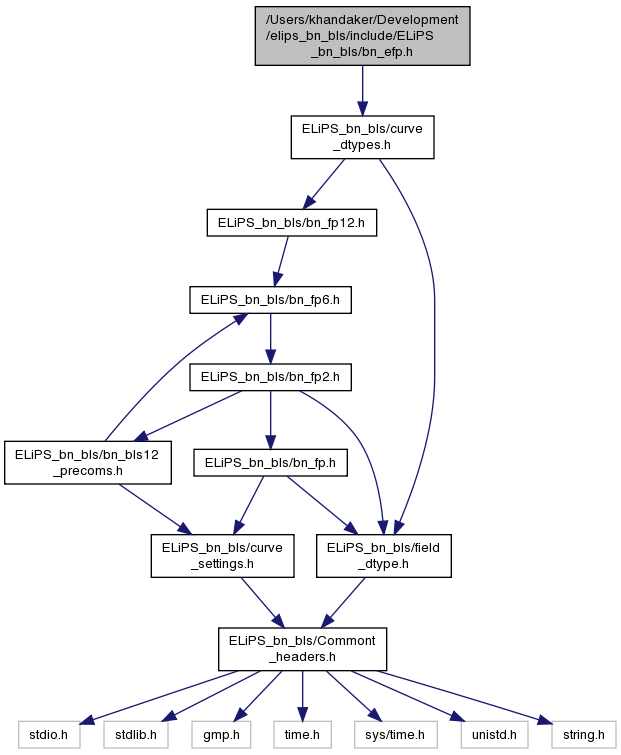 /Users/khandaker/Development
/elips_bn_bls/include/ELiPS
_bn_bls/bn_efp.h
ELiPS_bn_bls/curve
_dtypes.h
ELiPS_bn_bls/bn_fp12.h
ELiPS_bn_bls/bn_fp6.h
ELiPS_bn_bls/bn_fp2.h
ELiPS_bn_bls/bn_bls12
_precoms.h
ELiPS_bn_bls/bn_fp.h
ELiPS_bn_bls/curve
_settings.h
ELiPS_bn_bls/field
_dtype.h
ELiPS_bn_bls/Commont
_headers.h
stdio.h
stdlib.h
gmp.h
time.h
sys/time.h
unistd.h
string.h